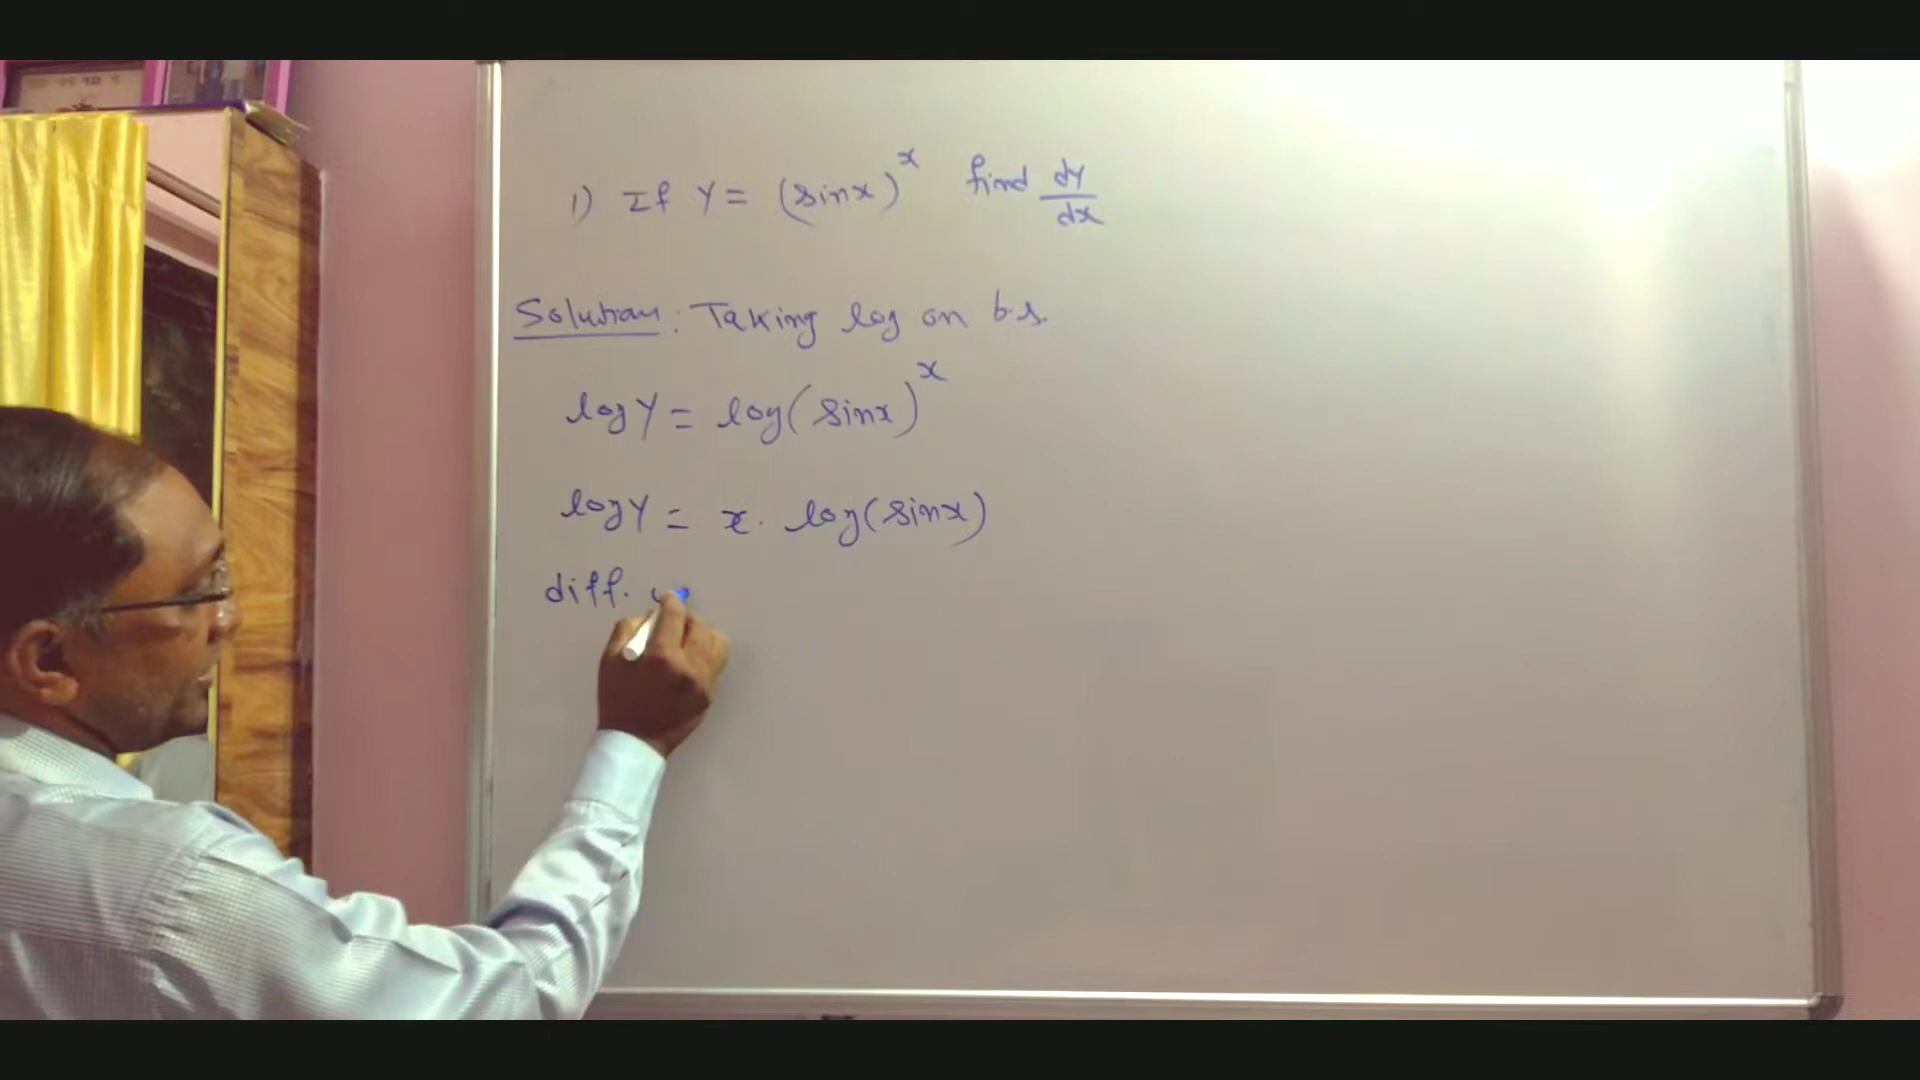 1) If Y = (sinx)^x find dy/dx
Solution: Taking log on b.s.
log Y = log(sinx)^x
log Y = x. log(sinx)
diff.